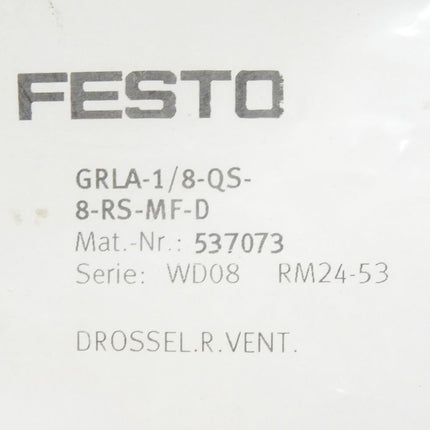 FESTO
GRLA-1/8-QS-
8-RS-MF-D
Mat.-Nr.: 537073
Serie: WD08 RM24-53
DROSSEL.R.VENT.